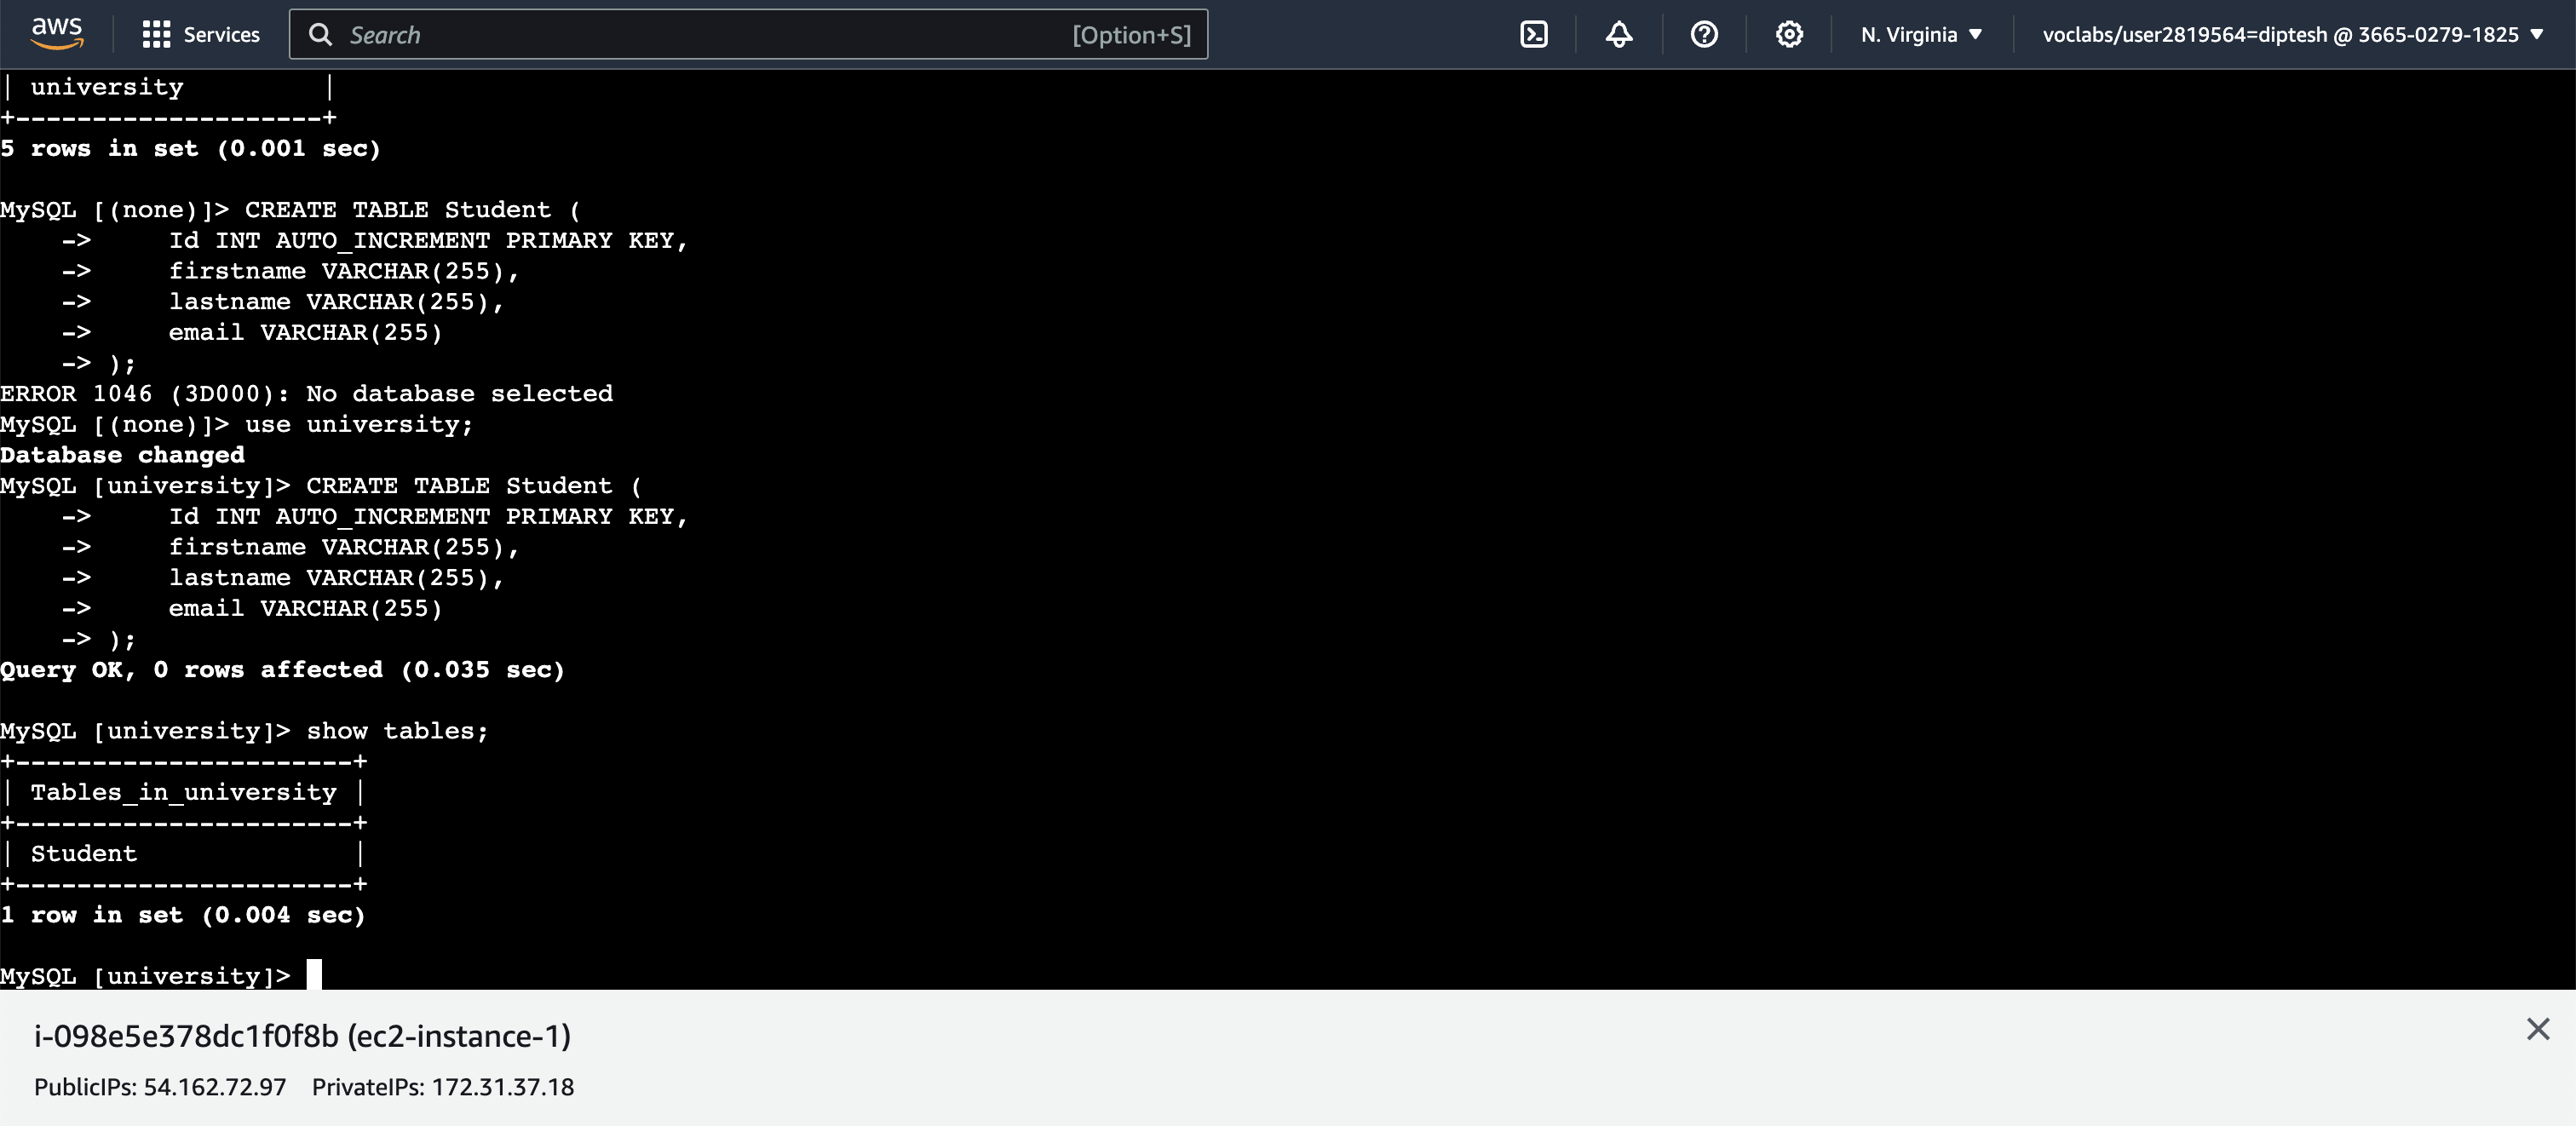 aws Services Search [Option+S] N. Virginia voclabs/user2819564=diptesh @ 3665-0279-1825
| university         |
+--------------------+
5 rows in set (0.001 sec)
MySQL [(none)]> CREATE TABLE Student (
    ->     Id INT AUTO_INCREMENT PRIMARY KEY,
    ->     firstname VARCHAR(255),
    ->     lastname VARCHAR(255),
    ->     email VARCHAR(255)
    -> );
ERROR 1046 (3D000): No database selected
MySQL [(none)]> use university;
Database changed
MySQL [university]> CREATE TABLE Student (
    ->     Id INT AUTO_INCREMENT PRIMARY KEY,
    ->     firstname VARCHAR(255),
    ->     lastname VARCHAR(255),
    ->     email VARCHAR(255)
    -> );
Query OK, 0 rows affected (0.035 sec)
MySQL [university]> show tables;
+----------------------+
| Tables_in_university |
+----------------------+
| Student              |
+----------------------+
1 row in set (0.004 sec)
MySQL [university]>
i-098e5e378dc1f0f8b (ec2-instance-1)
PublicIPs: 54.162.72.97 PrivateIPs: 172.31.37.18